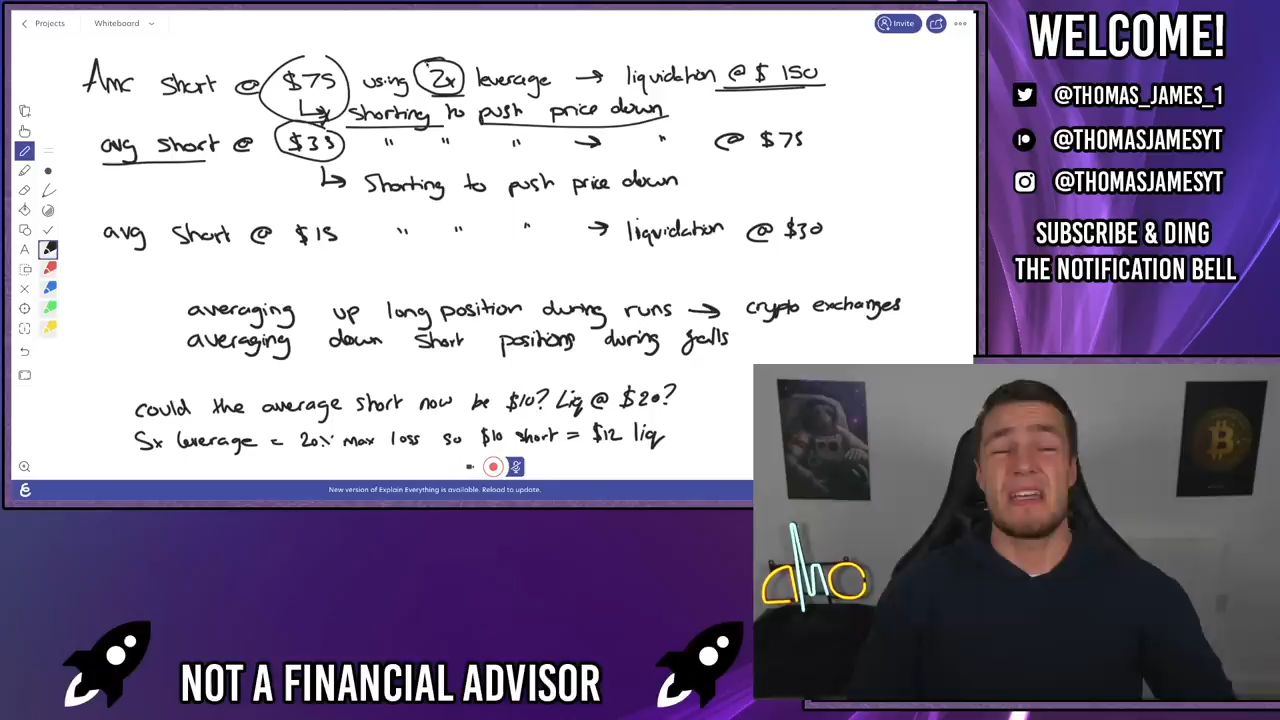 Projects
Whiteboard
Invite
Amc short @ $75 using 2x leverage → liquidation @ $150
↳ shorting to push price down
avg short @ $35 " " " → " @ $75
↳ Shorting to push price down
avg short @ $15 " " " → liquidation @ $30
averaging up long position during runs → crypto exchanges
averaging down short positions during falls
could the average short now be $10? Liq @ $20?
5x leverage = 20% max loss so $10 short = $12 liq
New version of Explain Everything is available. Reload to update.
WELCOME!
@THOMAS_JAMES_1
@THOMASJAMESYT
@THOMASJAMESYT
SUBSCRIBE & DING
THE NOTIFICATION BELL
NOT A FINANCIAL ADVISOR